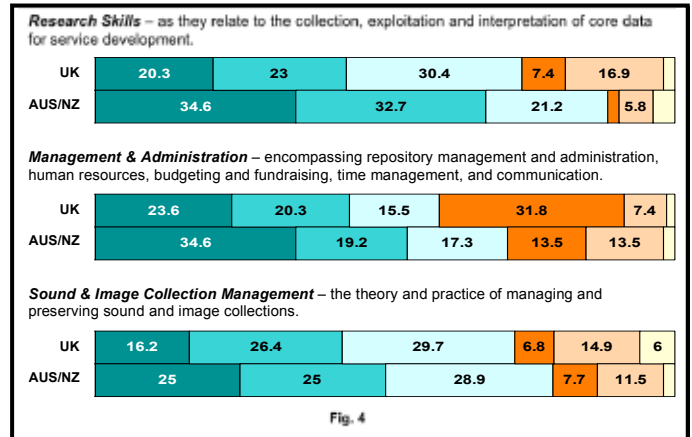 Research Skills – as they relate to the collection, exploitation and interpretation of core data
for service development.
UK 20.3 23 30.4 7.4 16.9
AUS/NZ 34.6 32.7 21.2 5.8
Management & Administration – encompassing repository management and administration,
human resources, budgeting and fundraising, time management, and communication.
UK 23.6 20.3 15.5 31.8 7.4
AUS/NZ 34.6 19.2 17.3 13.5 13.5
Sound & Image Collection Management – the theory and practice of managing and
preserving sound and image collections.
UK 16.2 26.4 29.7 6.8 14.9 6
AUS/NZ 25 25 28.9 7.7 11.5
Fig. 4